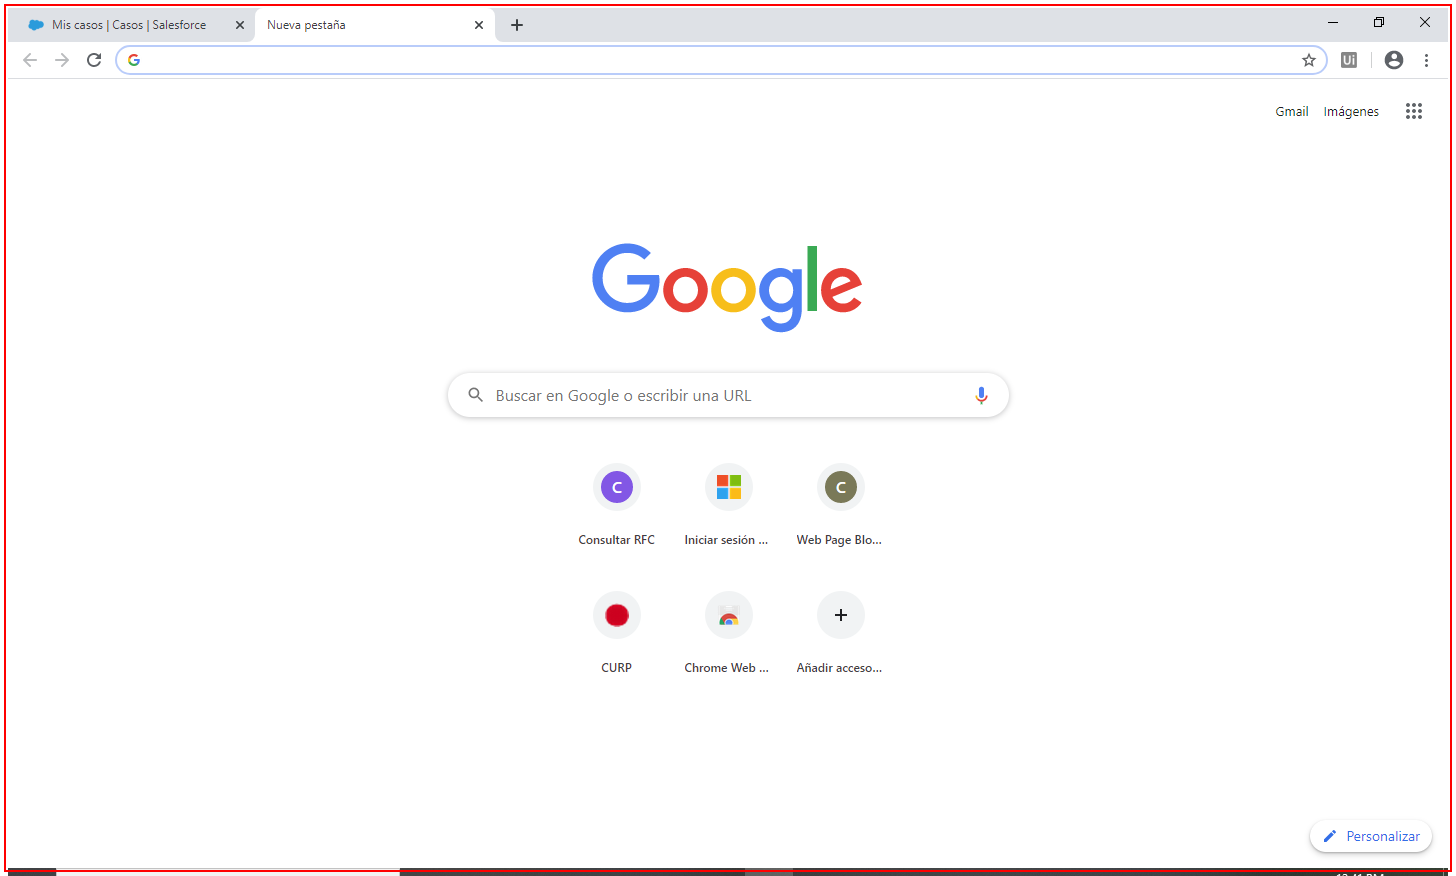 Mis casos | Casos | Salesforce
Nueva pestaña
Ui
Gmail Imágenes
Google
Buscar en Google o escribir una URL
C
C
Consultar RFC
Iniciar sesión ...
Web Page Blo...
CURP
Chrome Web ...
Añadir acceso...
Personalizar